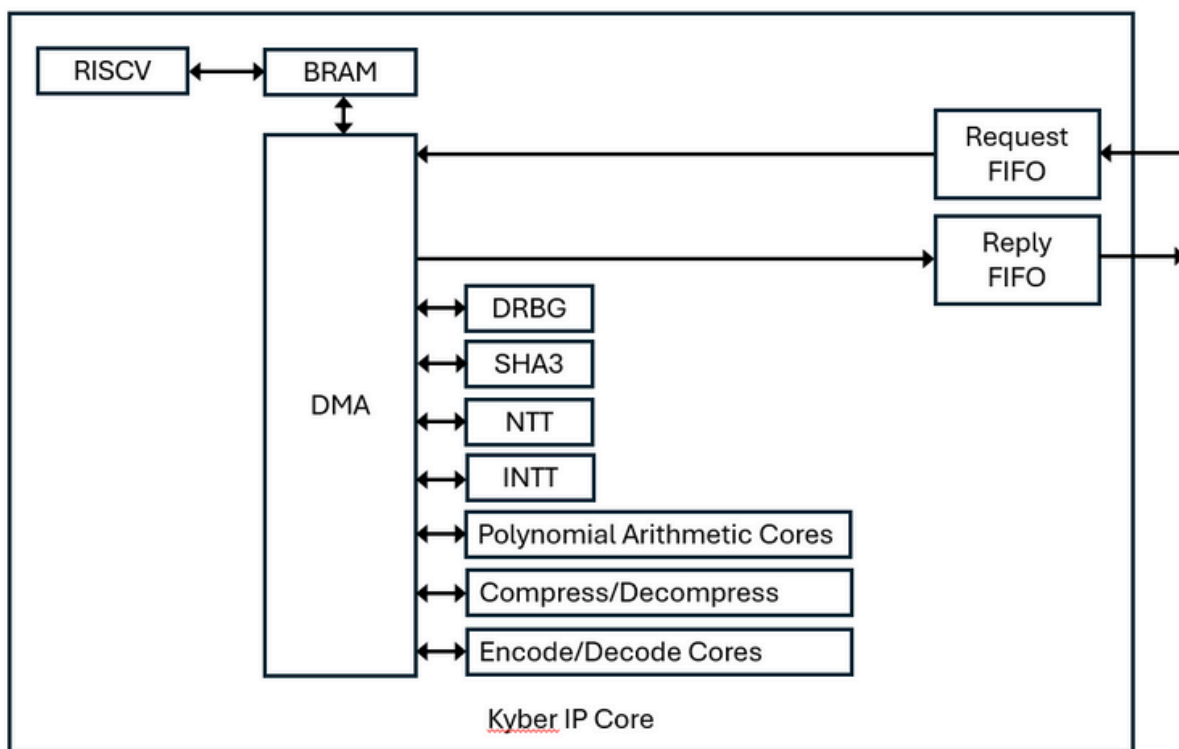 RISCV
BRAM
Request
FIFO
Reply
FIFO
DRBG
SHA3
NTT
DMA
INTT
Polynomial Arithmetic Cores
Compress/Decompress
Encode/Decode Cores
Kyber IP Core